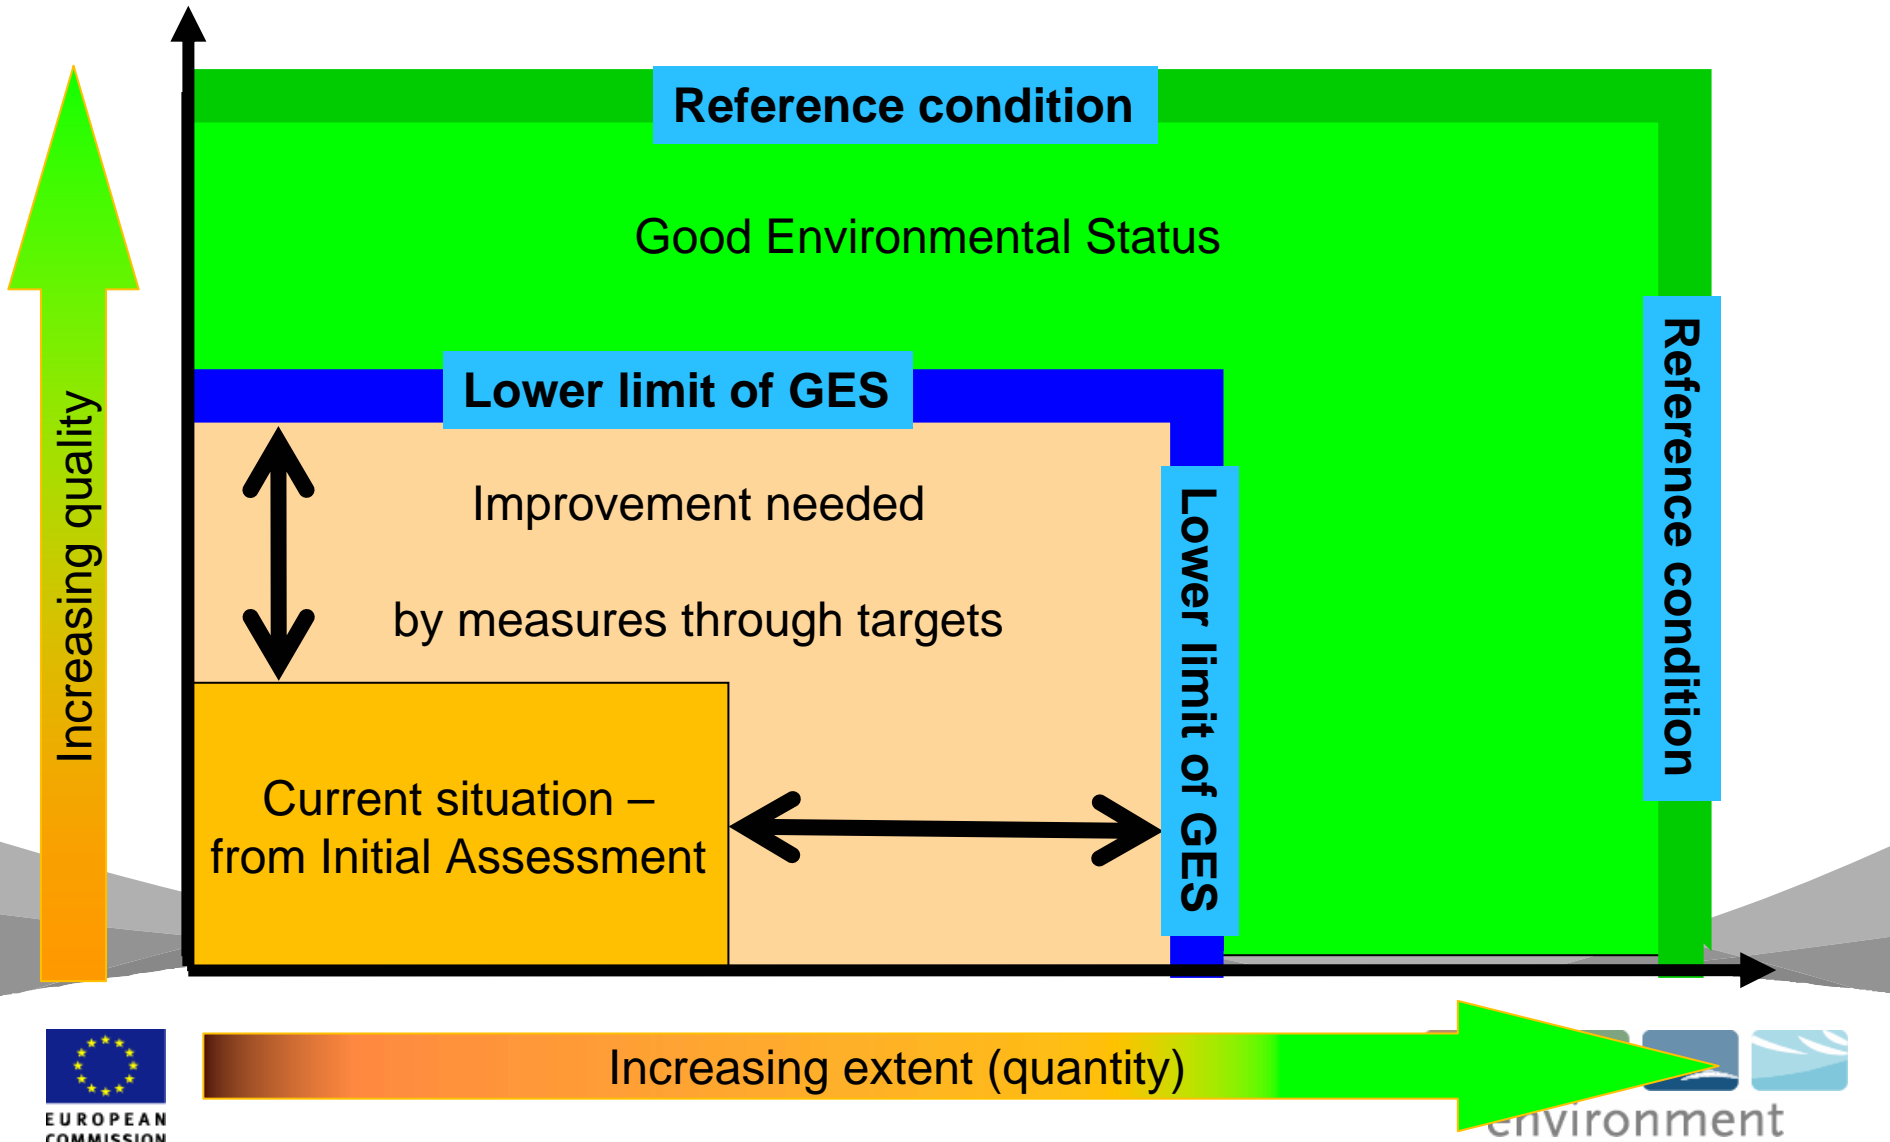 Reference condition
Good Environmental Status
Lower limit of GES
Improvement needed
by measures through targets
Current situation –
from Initial Assessment
Lower limit of GES
Reference condition
Increasing quality
Increasing extent (quantity)
EUROPEAN
COMMISSION
environment